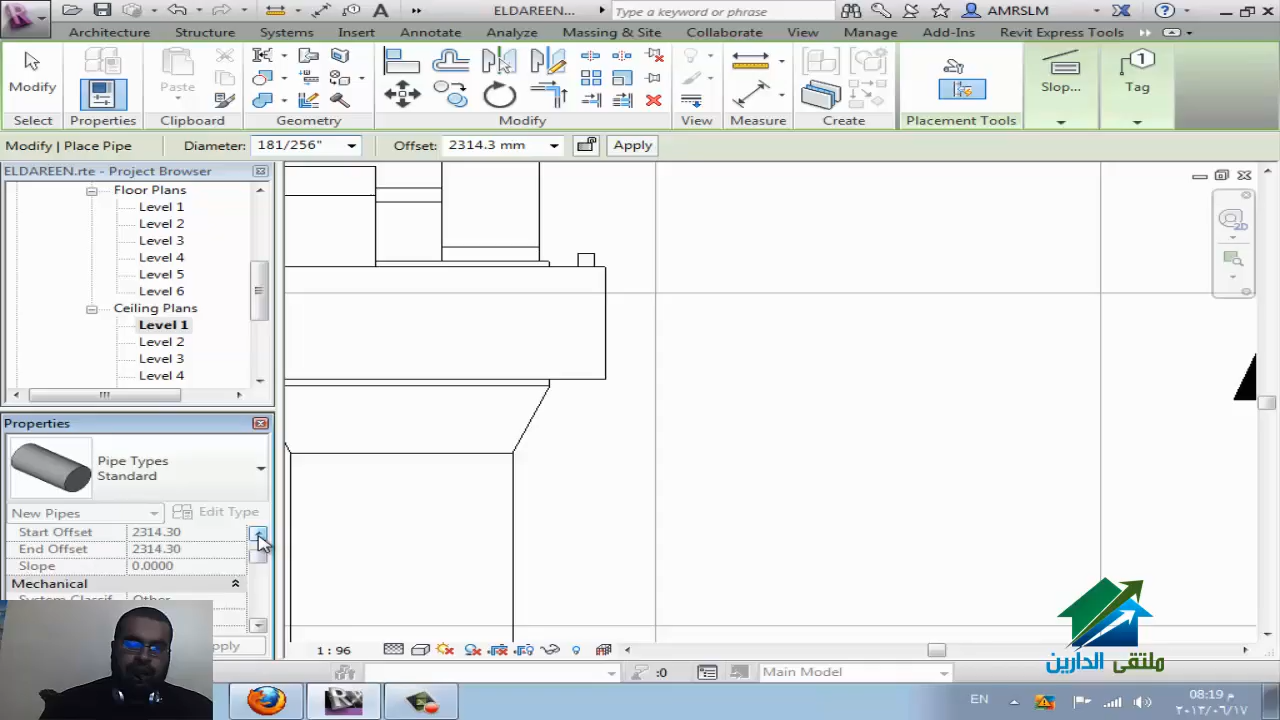 ELDAREEN...
Type a keyword or phrase
AMRSLM
Architecture Structure Systems Insert Annotate Analyze Massing & Site Collaborate View Manage Add-Ins Revit Express Tools
Modify Paste Slop... Tag
Select Properties Clipboard Geometry Modify View Measure Create Placement Tools
Modify | Place Pipe Diameter: 181/256" Offset: 2314.3 mm Apply
ELDAREEN.rte - Project Browser
Floor Plans
Level 1
Level 2
Level 3
Level 4
Level 5
Level 6
Ceiling Plans
Level 1
Level 2
Level 3
Level 4
2D
Properties
Pipe Types
Standard
New Pipes Edit Type
Start Offset 2314.30
End Offset 2314.30
Slope 0.0000
Mechanical
1 : 96
:0 Main Model
ملتقى الدارين
EN
08:19 م
٢٠١٣/٠٦/١٧